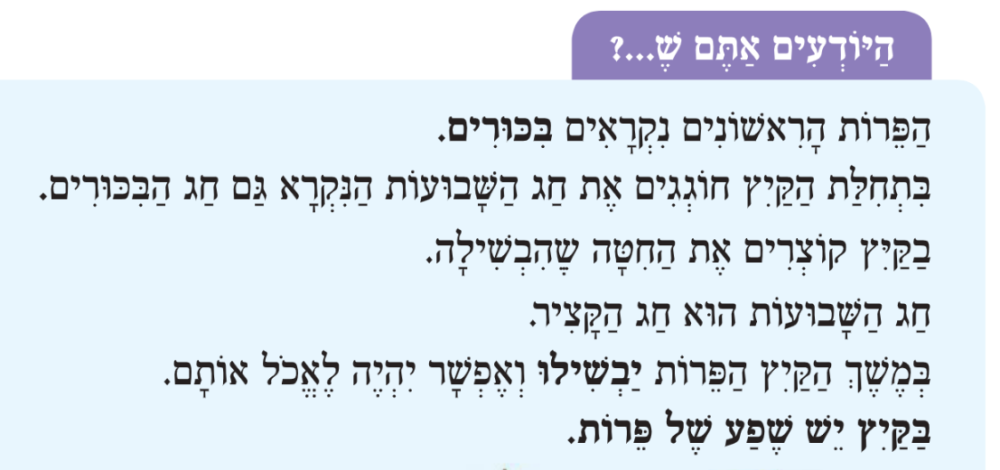 הַיּוֹדְעִים אַתֶּם שֶׁ...?
הַפֵּרוֹת הָרִאשׁוֹנִים נִקְרָאִים בִּכּוּרִים.
בִּתְחִלַּת הַקַּיִץ חוֹגְגִים אֶת חַג הַשָּׁבוּעוֹת הַנִּקְרָא גַּם חַג הַבִּכּוּרִים.
בַּקַּיִץ קוֹצְרִים אֶת הַחִטָּה שֶׁהִבְשִׁילָה.
חַג הַשָּׁבוּעוֹת הוּא חַג הַקָּצִיר.
בְּמֶשֶׁךְ הַקַּיִץ הַפֵּרוֹת יַבְשִׁילוּ וְאֶפְשָׁר יִהְיֶה לֶאֱכֹל אוֹתָם.
בַּקַּיִץ יֵשׁ שֶׁפַע שֶׁל פֵּרוֹת.